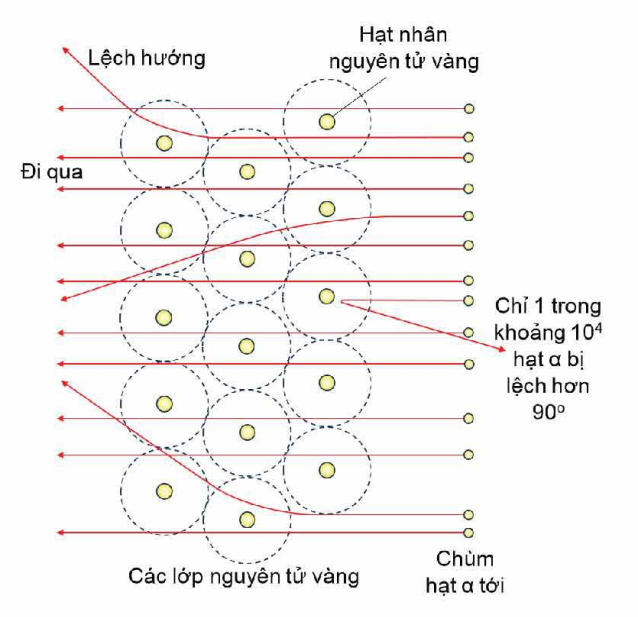 Hạt nhân
nguyên tử vàng
Lệch hướng
Đi qua
Chỉ 1 trong
khoảng 10⁴
hạt α bị
lệch hơn
90º
Các lớp nguyên tử vàng
Chùm
hạt α tới